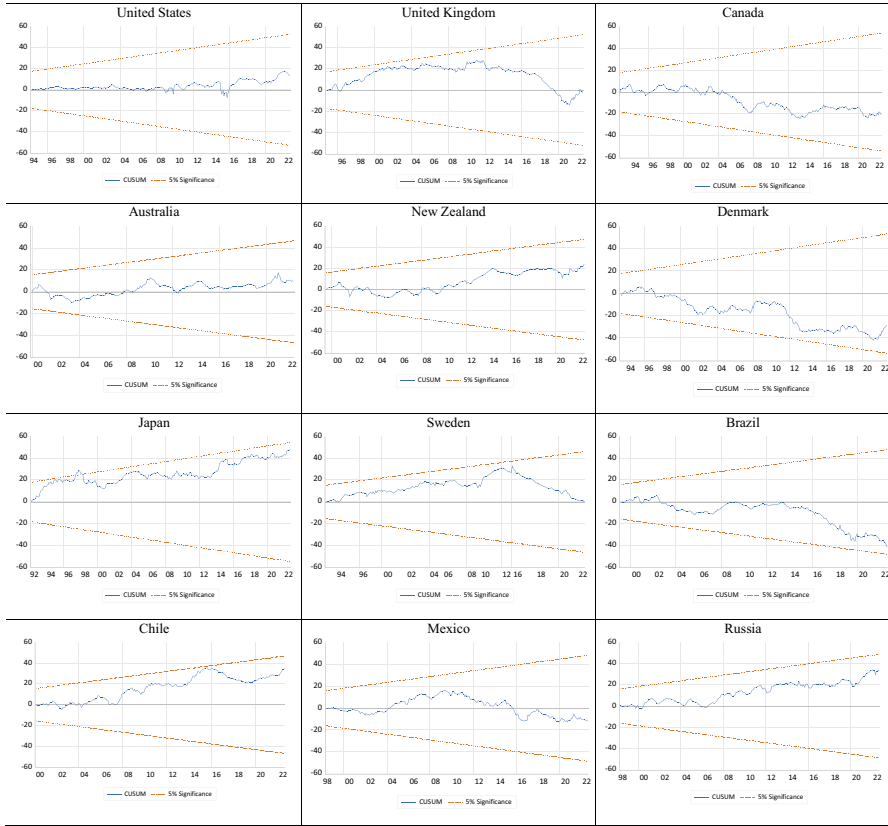 United States
60
40
20
0
-20
-40
-60
94 96 98 00 02 04 06 08 10 12 14 16 18 20 22
CUSUM 5% Significance
United Kingdom
60
40
20
0
-20
-40
-60
96 98 00 02 04 06 08 10 12 14 16 18 20 22
CUSUM 5% Significance
Canada
60
40
20
0
-20
-40
-60
94 96 98 00 02 04 06 08 10 12 14 16 18 20 22
CUSUM 5% Significance
Australia
60
40
20
0
-20
-40
-60
00 02 04 06 08 10 12 14 16 18 20 22
CUSUM 5% Significance
New Zealand
60
40
20
0
-20
-40
-60
00 02 04 06 08 10 12 14 16 18 20 22
CUSUM 5% Significance
Denmark
60
40
20
0
-20
-40
-60
94 96 98 00 02 04 06 08 10 12 14 16 18 20 22
CUSUM 5% Significance
Japan
60
40
20
0
-20
-40
-60
92 94 96 98 00 02 04 06 08 10 12 14 16 18 20 22
CUSUM 5% Significance
Sweden
60
40
20
0
-20
-40
-60
94 96 98 00 02 04 06 08 10 12 16 20 22
CUSUM 5% Significance
Brazil
60
40
20
0
-20
-40
-60
00 02 04 06 08 10 12 14 16 18 20 22
CUSUM 5% Significance
Chile
60
40
20
0
-20
-40
-60
00 02 04 06 08 10 12 14 16 18 20 22
CUSUM 5% Significance
Mexico
60
40
20
0
-20
-40
-60
98 00 02 04 06 08 10 12 14 16 18 20 22
CUSUM 5% Significance
Russia
60
40
20
0
-20
-40
-60
98 00 02 04 06 08 10 12 14 16 18 20 22
CUSUM 5% Significance